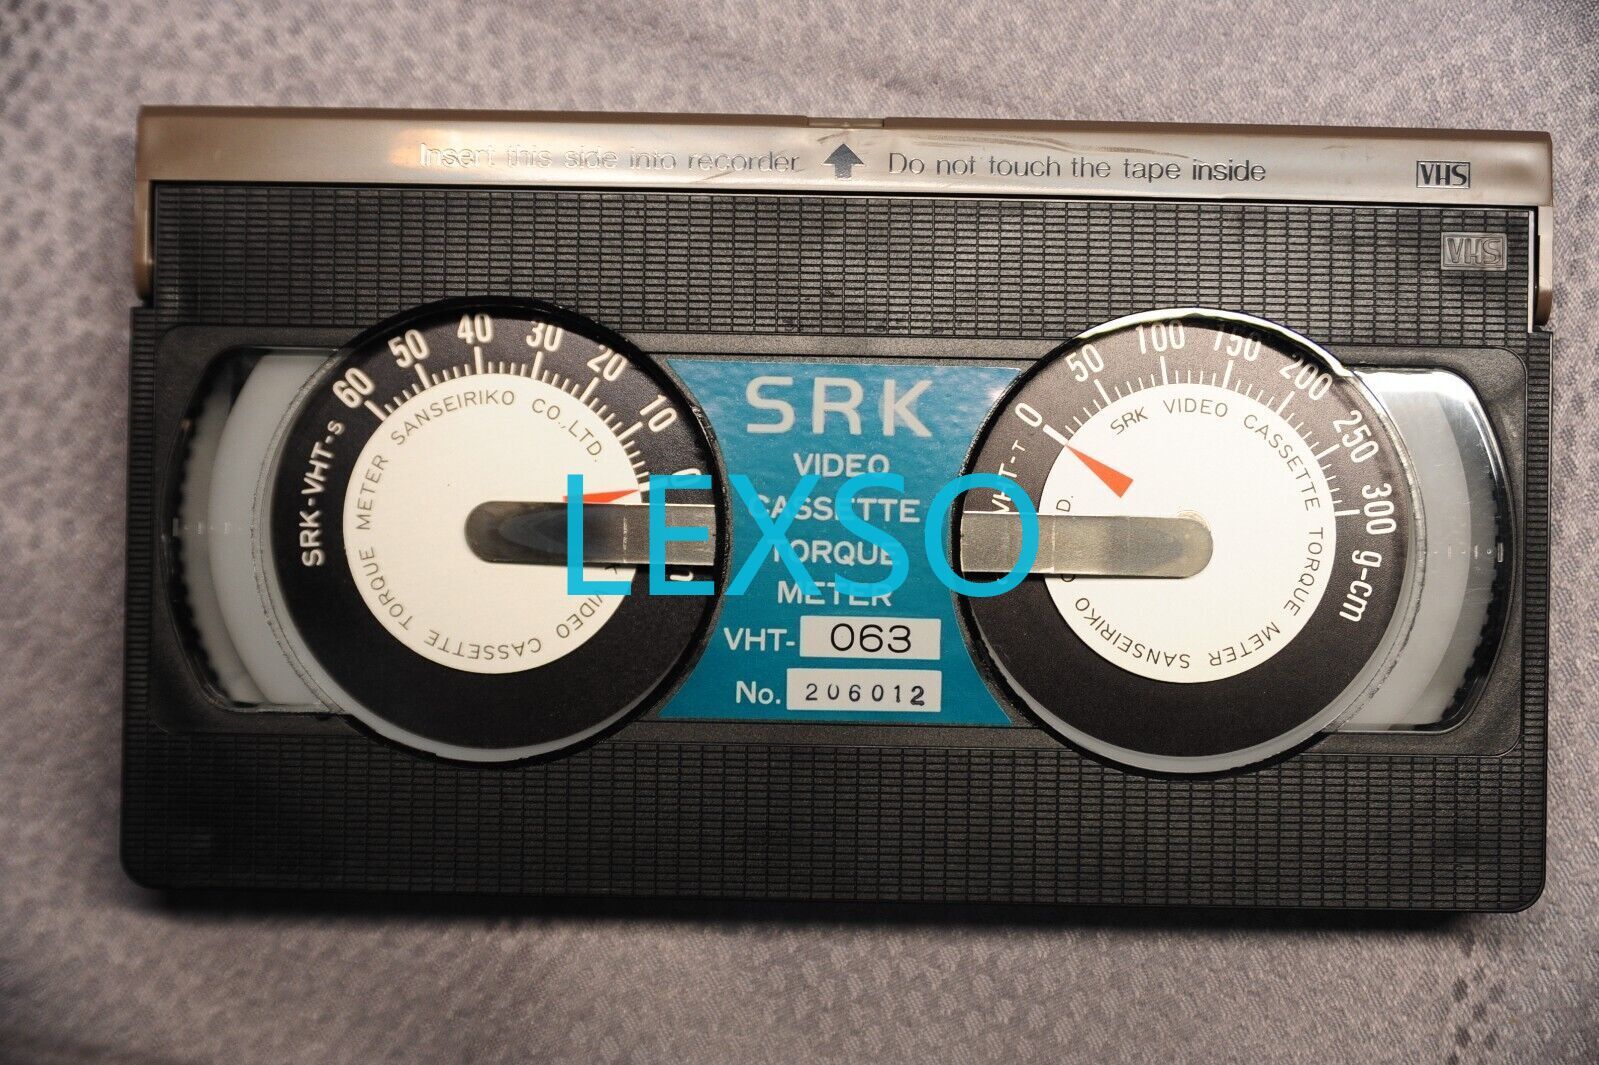 Insert this side into recorder
Do not touch the tape inside
VHS
VHS
60 50 40 30 20 10 0
SRK-VHT-s
VIDEO CASSETTE TORQUE METER SANSEIRIKO CO.,LTD.
SRK
VIDEO
CASSETTE
TORQUE
METER
VHT- 063
No. 206012
LEXSO
0 50 100 150 200 250 300 g-cm
VHT-T
SRK VIDEO CASSETTE TORQUE METER SANSEIRIKO